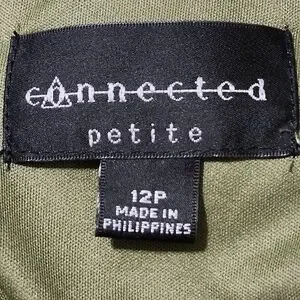 connected
petite
12P
MADE IN
PHILIPPINES